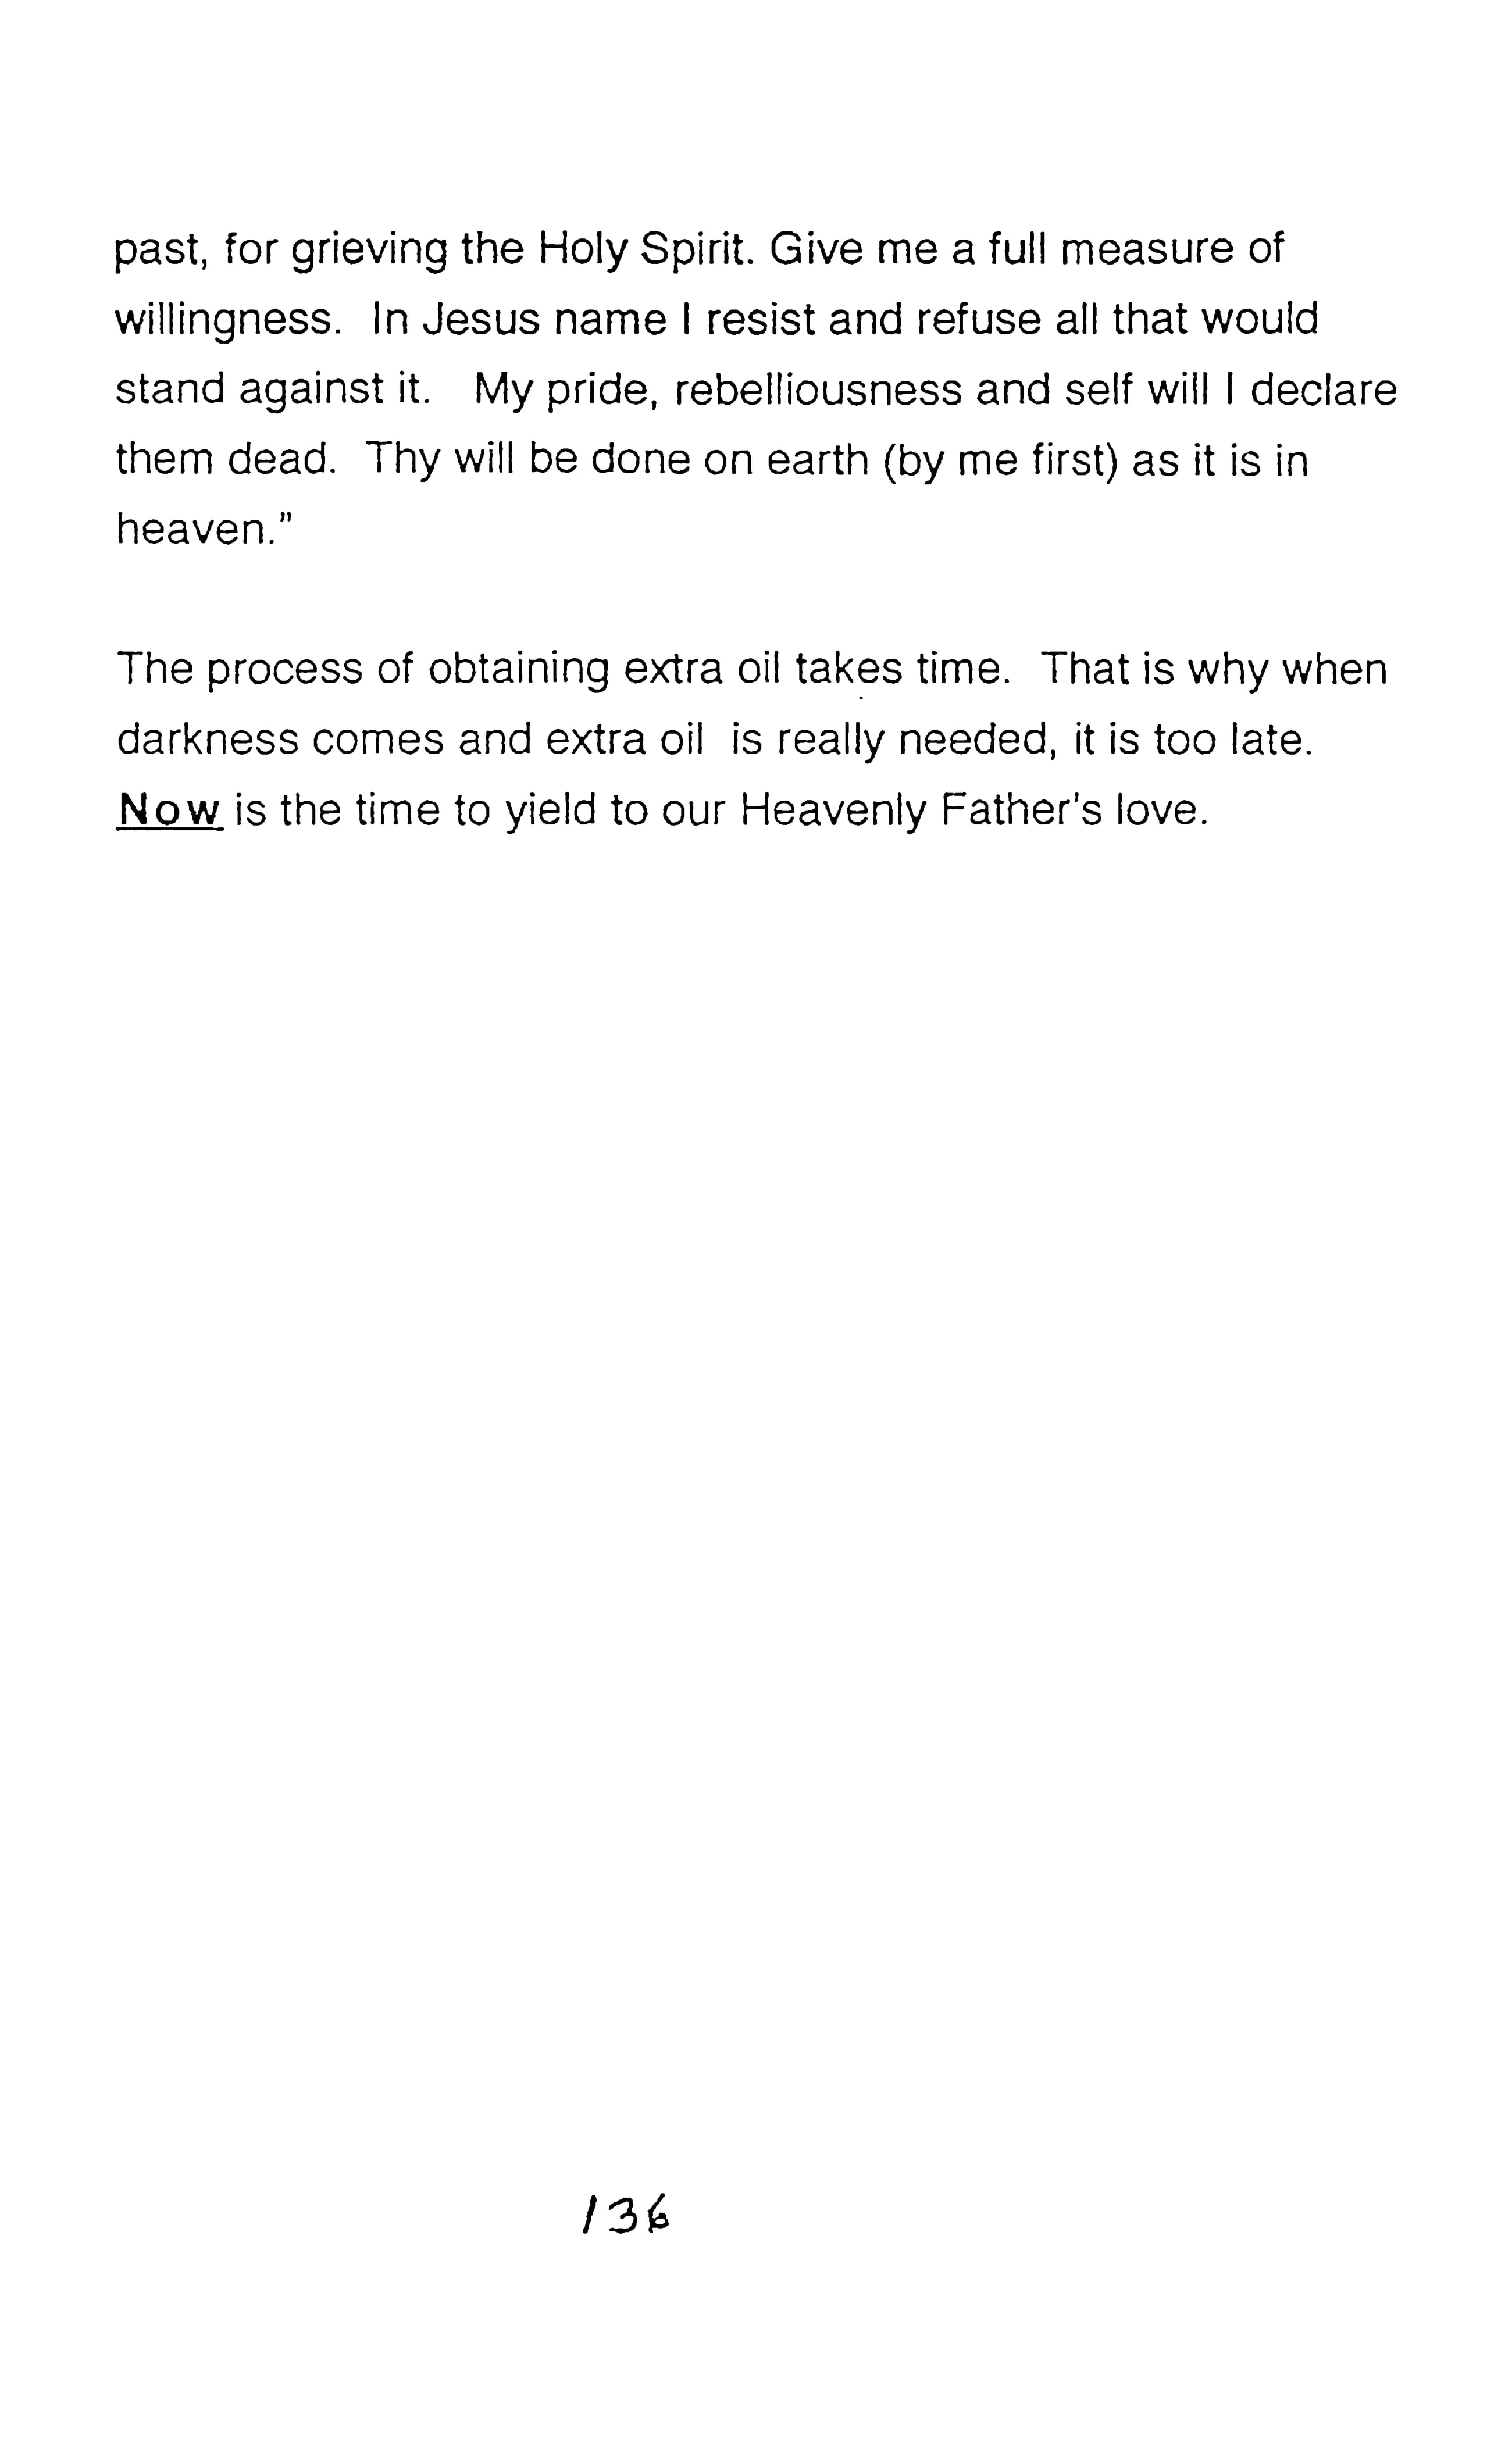 past, for grieving the Holy Spirit. Give me a full measure of
willingness. In Jesus name I resist and refuse all that would
stand against it. My pride, rebelliousness and self will I declare
them dead. Thy will be done on earth (by me first) as it is in
heaven."
The process of obtaining extra oil takes time. That is why when
darkness comes and extra oil is really needed, it is too late.
Now is the time to yield to our Heavenly Father's love.
136